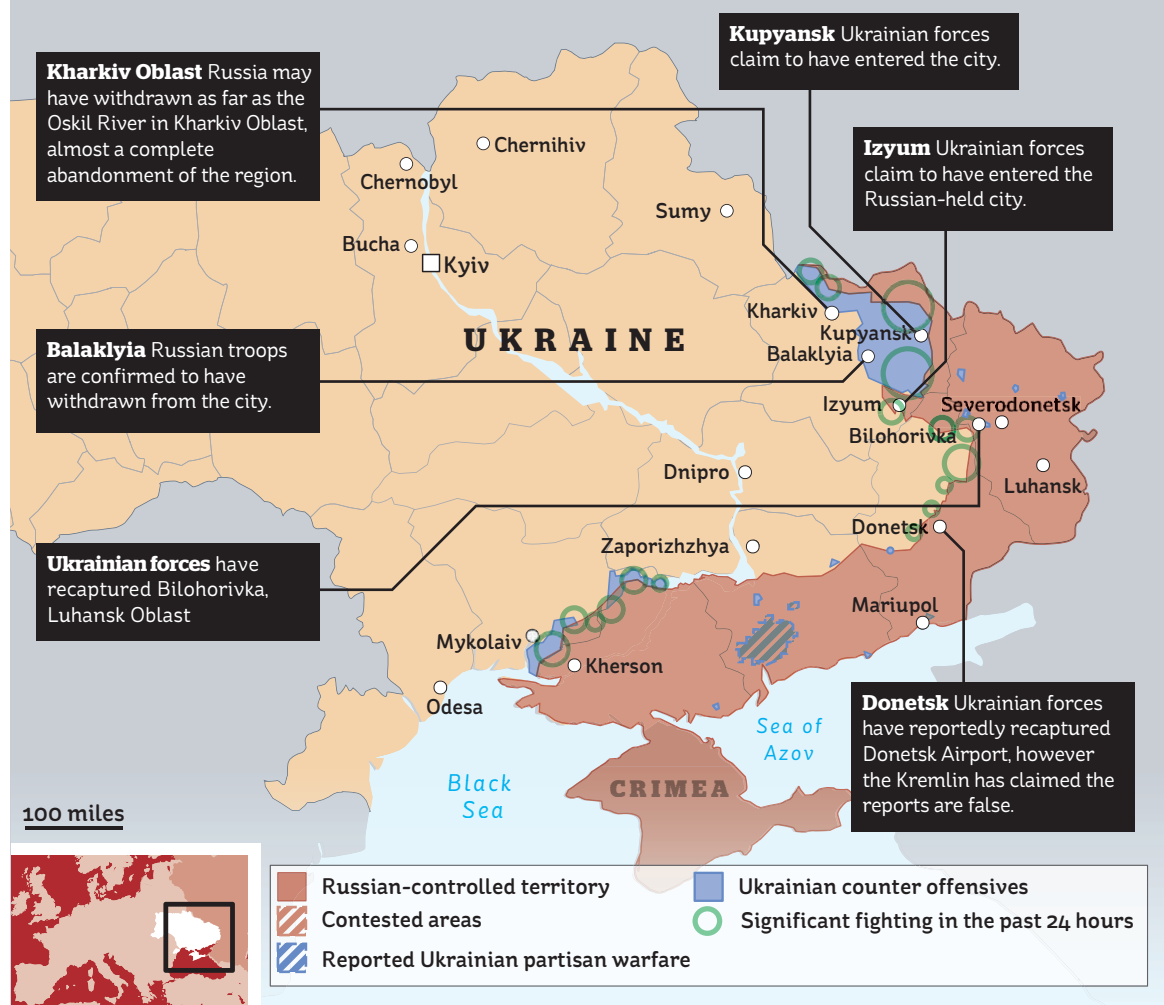 Kharkiv Oblast Russia may
have withdrawn as far as the
Oskil River in Kharkiv Oblast,
almost a complete
abandonment of the region.
Kupyansk Ukrainian forces
claim to have entered the city.
Izyum Ukrainian forces
claim to have entered the
Russian-held city.
Balaklyia Russian troops
are confirmed to have
withdrawn from the city.
Ukrainian forces have
recaptured Bilohorivka,
Luhansk Oblast
Donetsk Ukrainian forces
have reportedly recaptured
Donetsk Airport, however
the Kremlin has claimed the
reports are false.
Chernihiv
Chernobyl
Sumy
Bucha
Kyiv
UKRAINE
Kharkiv
Kupyansk
Balaklyia
Izyum
Severodonetsk
Bilohorivka
Dnipro
Luhansk
Donetsk
Zaporizhzhya
Mariupol
Mykolaiv
Kherson
Odesa
Sea of
Azov
Black
Sea
CRIMEA
100 miles
Russian-controlled territory
Contested areas
Reported Ukrainian partisan warfare
Ukrainian counter offensives
Significant fighting in the past 24 hours